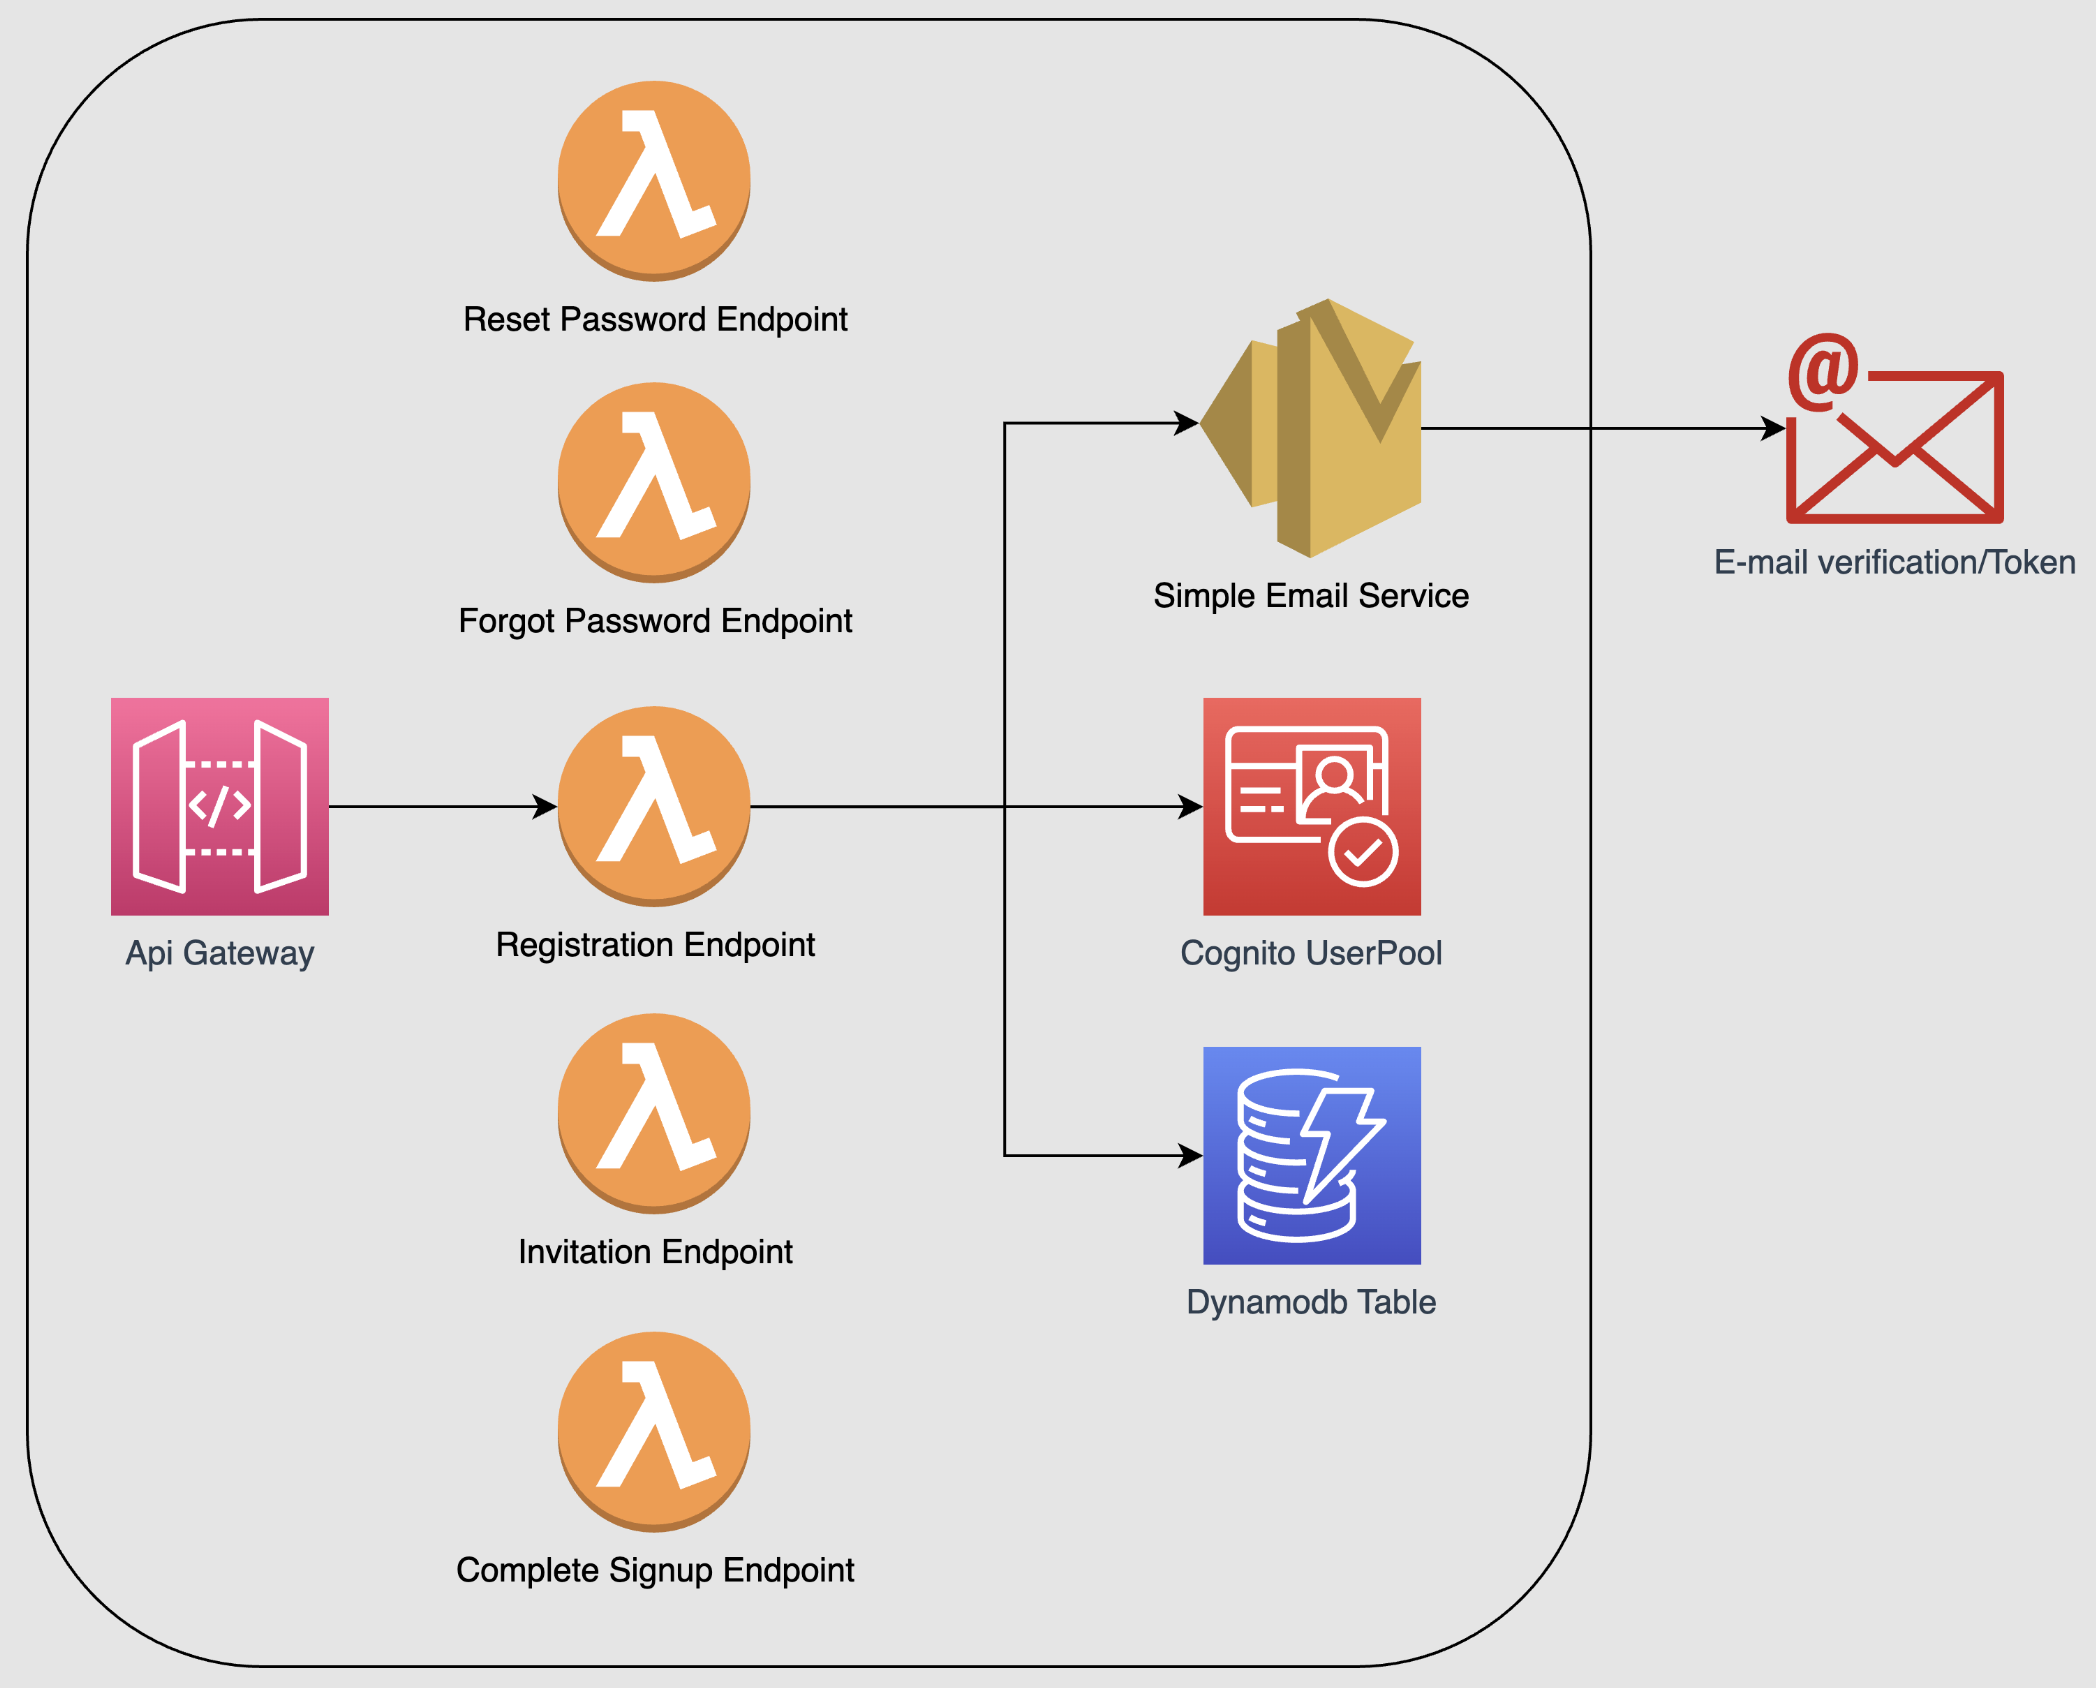 Reset Password Endpoint
Forgot Password Endpoint
Simple Email Service
@
E-mail verification/Token
</>
Api Gateway
Registration Endpoint
Cognito UserPool
Invitation Endpoint
Dynamodb Table
Complete Signup Endpoint